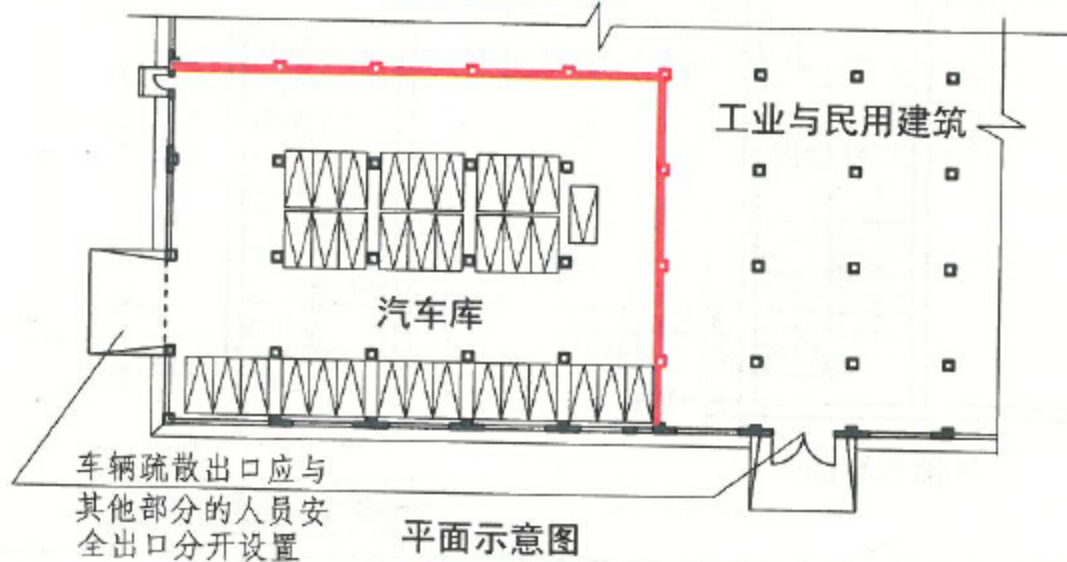 工业与民用建筑
汽车库
车辆疏散出口应与
其他部分的人员安
全出口分开设置
平面示意图